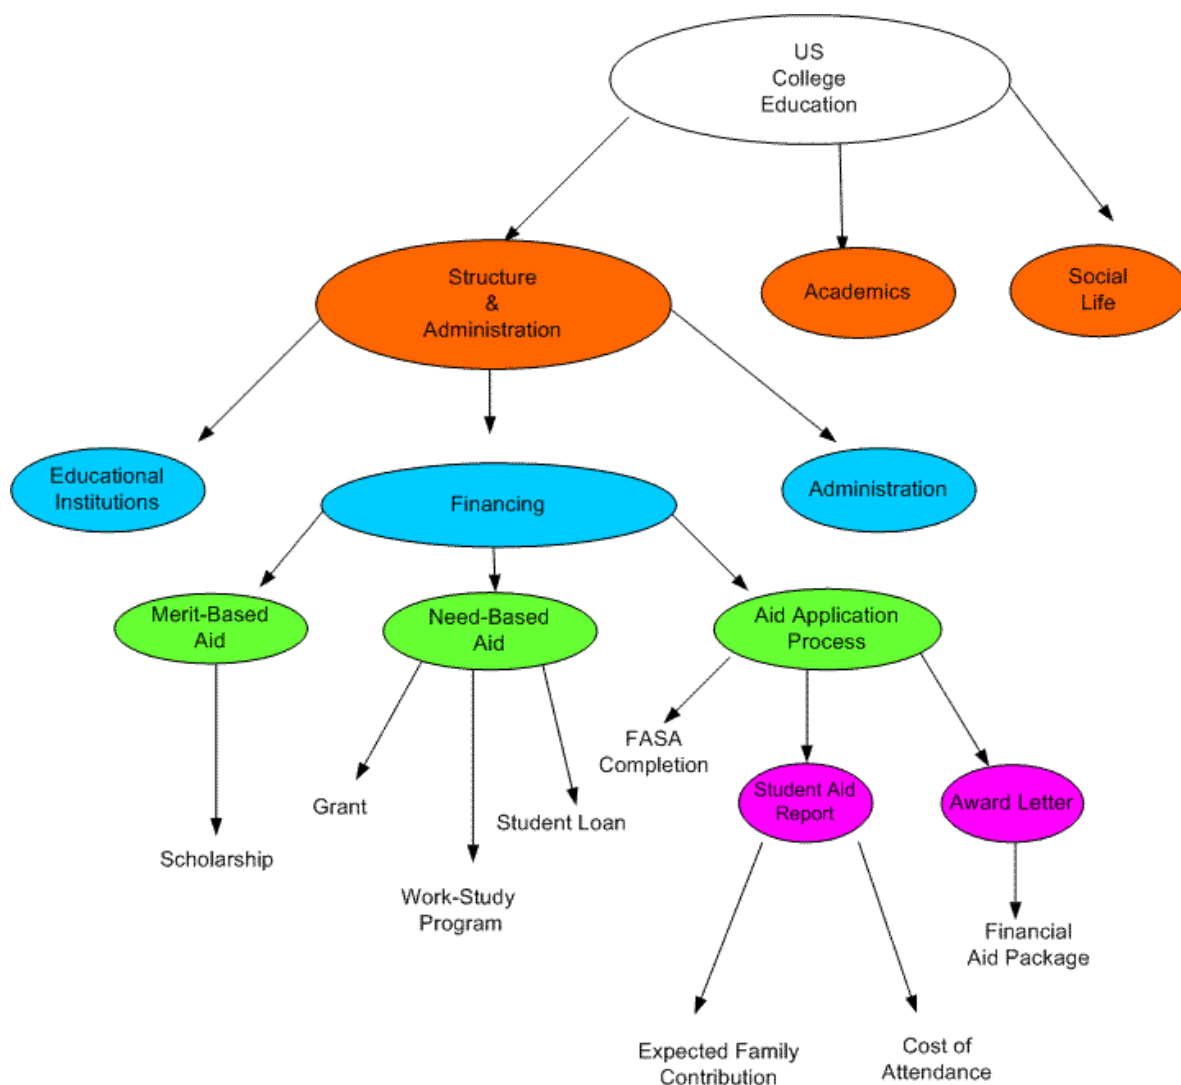 US
College
Education
Structure
&
Administration
Academics
Social
Life
Educational
Institutions
Financing
Administration
Merit-Based
Aid
Need-Based
Aid
Aid Application
Process
FASA
Completion
Student Aid
Report
Award Letter
Grant
Student Loan
Scholarship
Work-Study
Program
Financial
Aid Package
Expected Family
Contribution
Cost of
Attendance